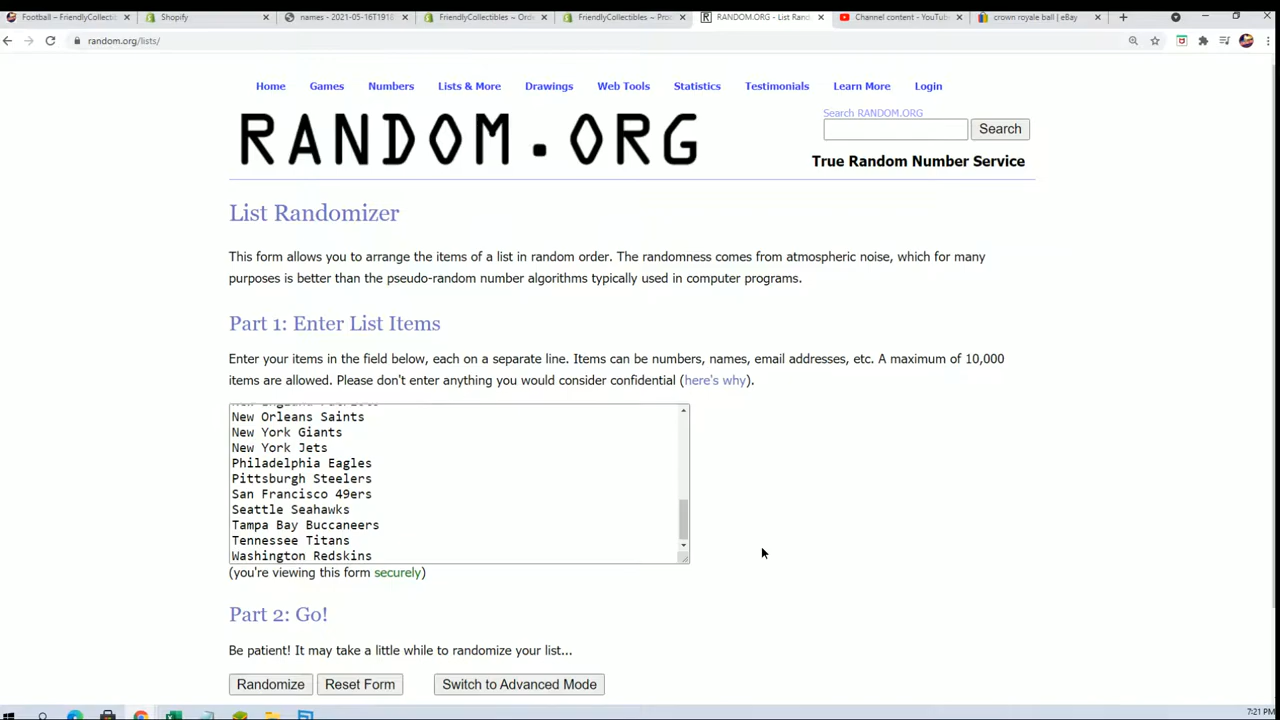 Football – FriendlyCollectibles
Shopify
names - 2021-05-16T1918
FriendlyCollectibles ~ Orde
FriendlyCollectibles ~ Proc
RANDOM.ORG - List Rand
Channel content - YouTube
crown royale ball | eBay
random.org/lists/
Home Games Numbers Lists & More Drawings Web Tools Statistics Testimonials Learn More Login
Search RANDOM.ORG
RANDOM.ORG
Search
True Random Number Service
List Randomizer
This form allows you to arrange the items of a list in random order. The randomness comes from atmospheric noise, which for many
purposes is better than the pseudo-random number algorithms typically used in computer programs.
Part 1: Enter List Items
Enter your items in the field below, each on a separate line. Items can be numbers, names, email addresses, etc. A maximum of 10,000
items are allowed. Please don't enter anything you would consider confidential (here's why).
New Orleans Saints
New York Giants
New York Jets
Philadelphia Eagles
Pittsburgh Steelers
San Francisco 49ers
Seattle Seahawks
Tampa Bay Buccaneers
Tennessee Titans
Washington Redskins
(you're viewing this form securely)
Part 2: Go!
Be patient! It may take a little while to randomize your list...
Randomize Reset Form Switch to Advanced Mode
7:21 PM